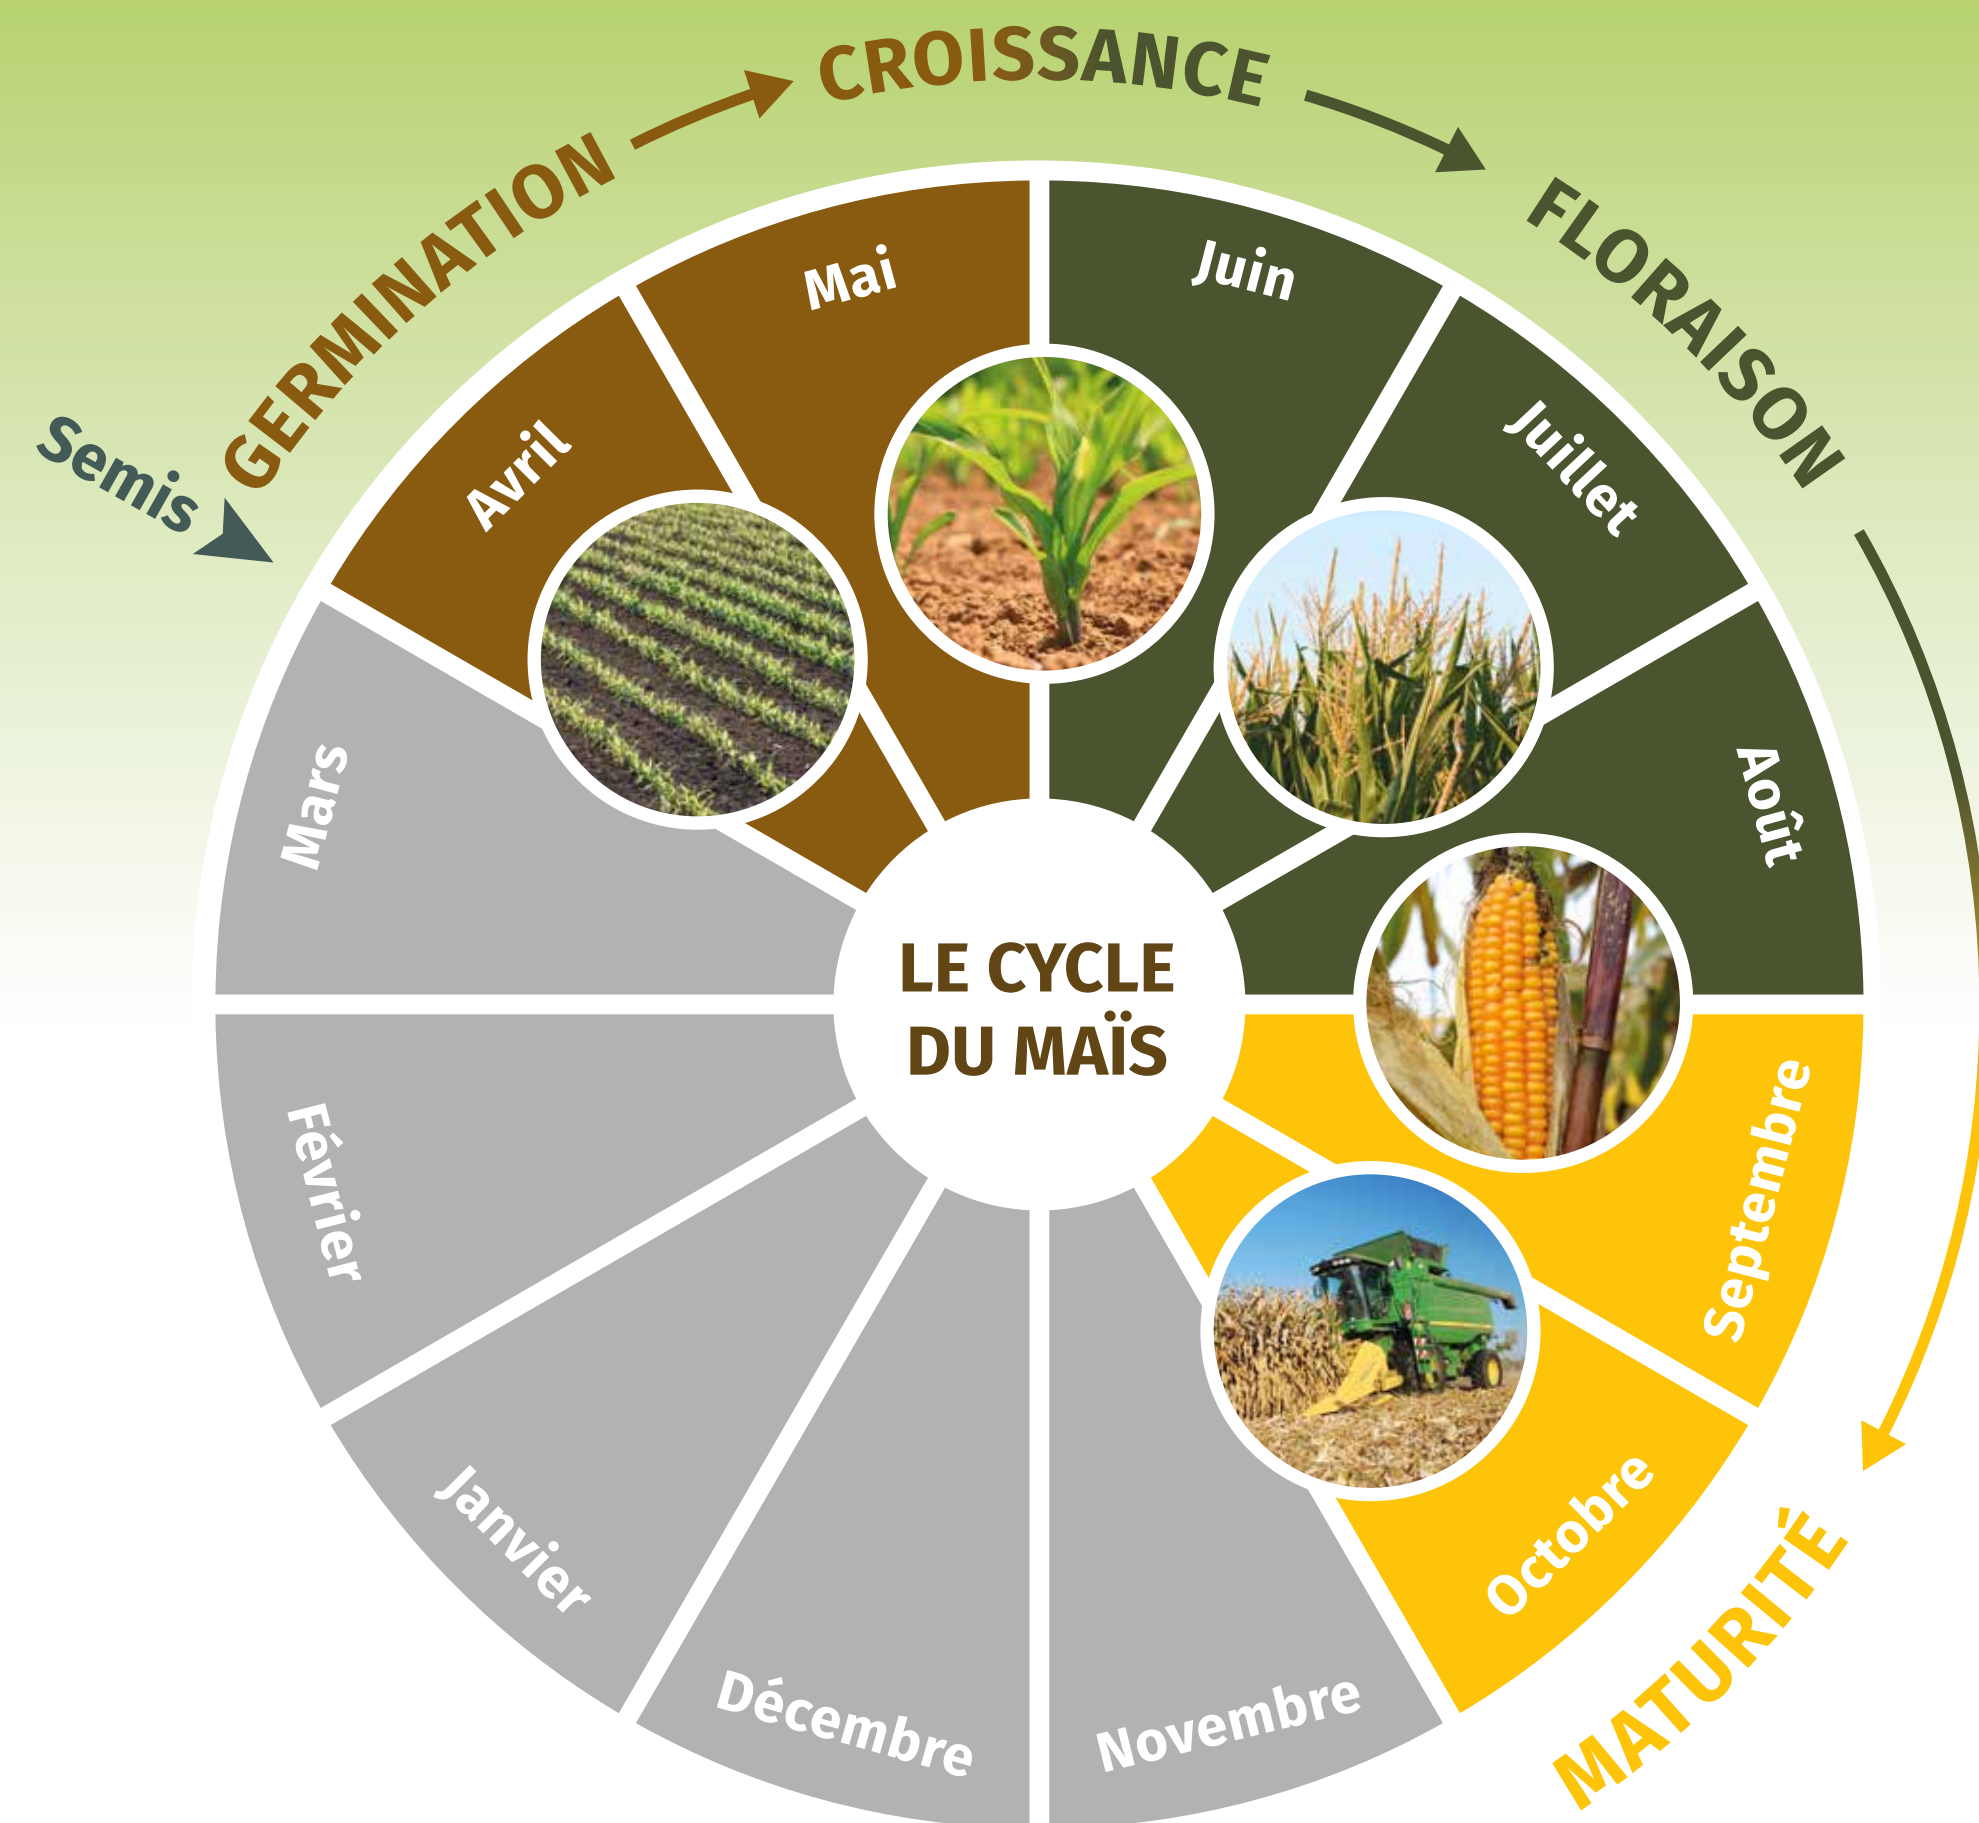 Semis
GERMINATION
CROISSANCE
FLORAISON
MATURITÉ
Avril
Mai
Juin
Juillet
Août
Septembre
Octobre
Novembre
Décembre
Janvier
Février
Mars
LE CYCLE
DU MAÏS